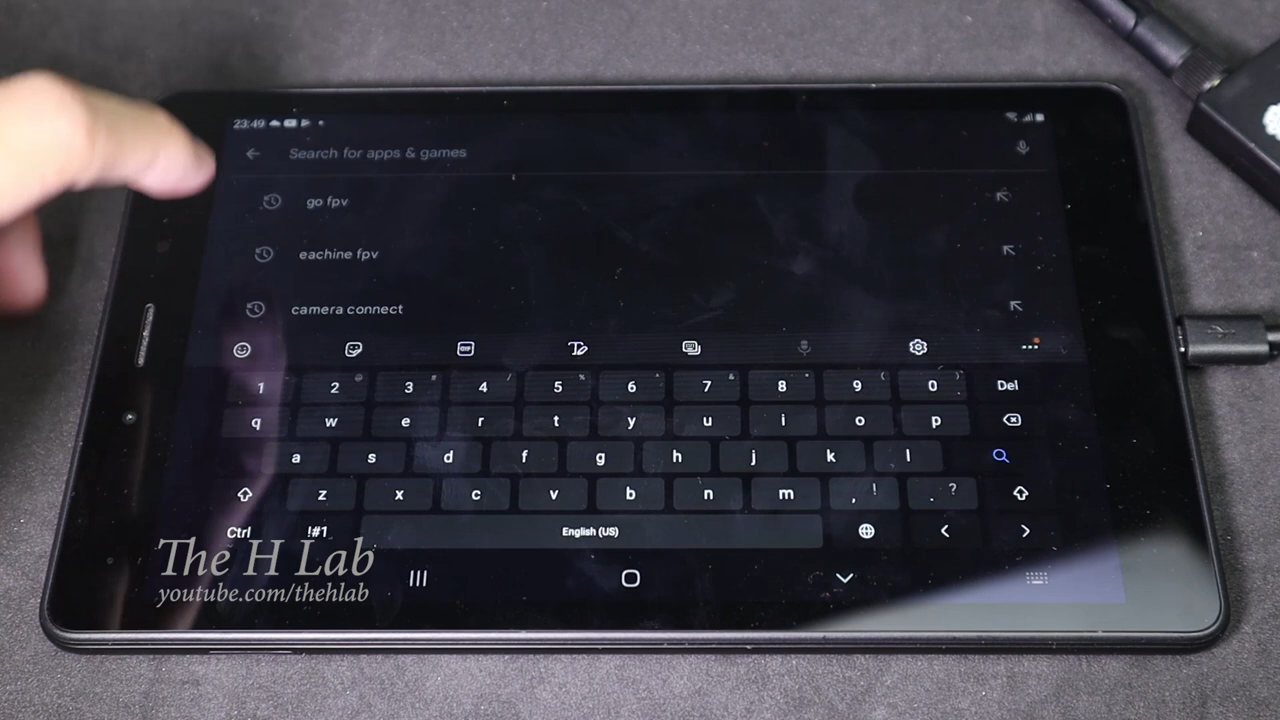 23:49
Search for apps & games
go fpv
eachine fpv
camera connect
GIF
1 2 3 4 5 6 7 8 9 0 Del
q w e r t y u i o p
a s d f g h j k l
z x c v b n m , ! . ?
Ctrl !#1 English (US)
The H Lab
youtube.com/thehlab